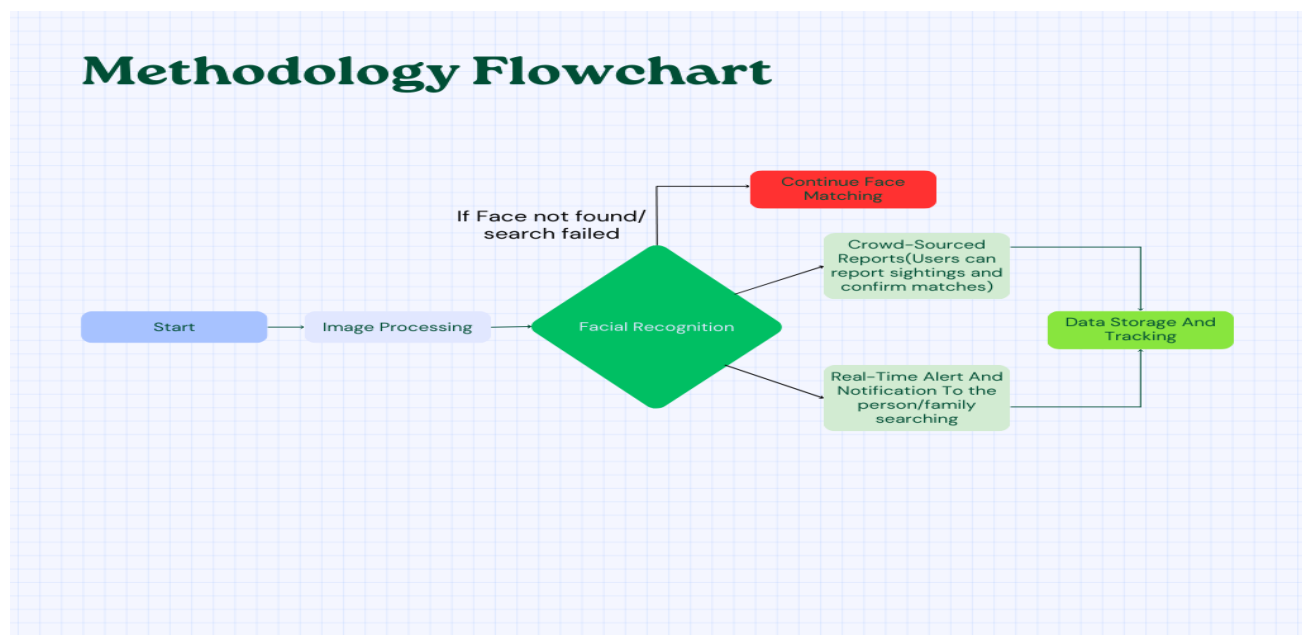 Methodology Flowchart
Continue Face
Matching
If Face not found/
search failed
Crowd-Sourced
Reports(Users can
report sightings and
confirm matches)
Start
Image Processing
Facial Recognition
Data Storage And
Tracking
Real-Time Alert And
Notification To the
person/family
searching